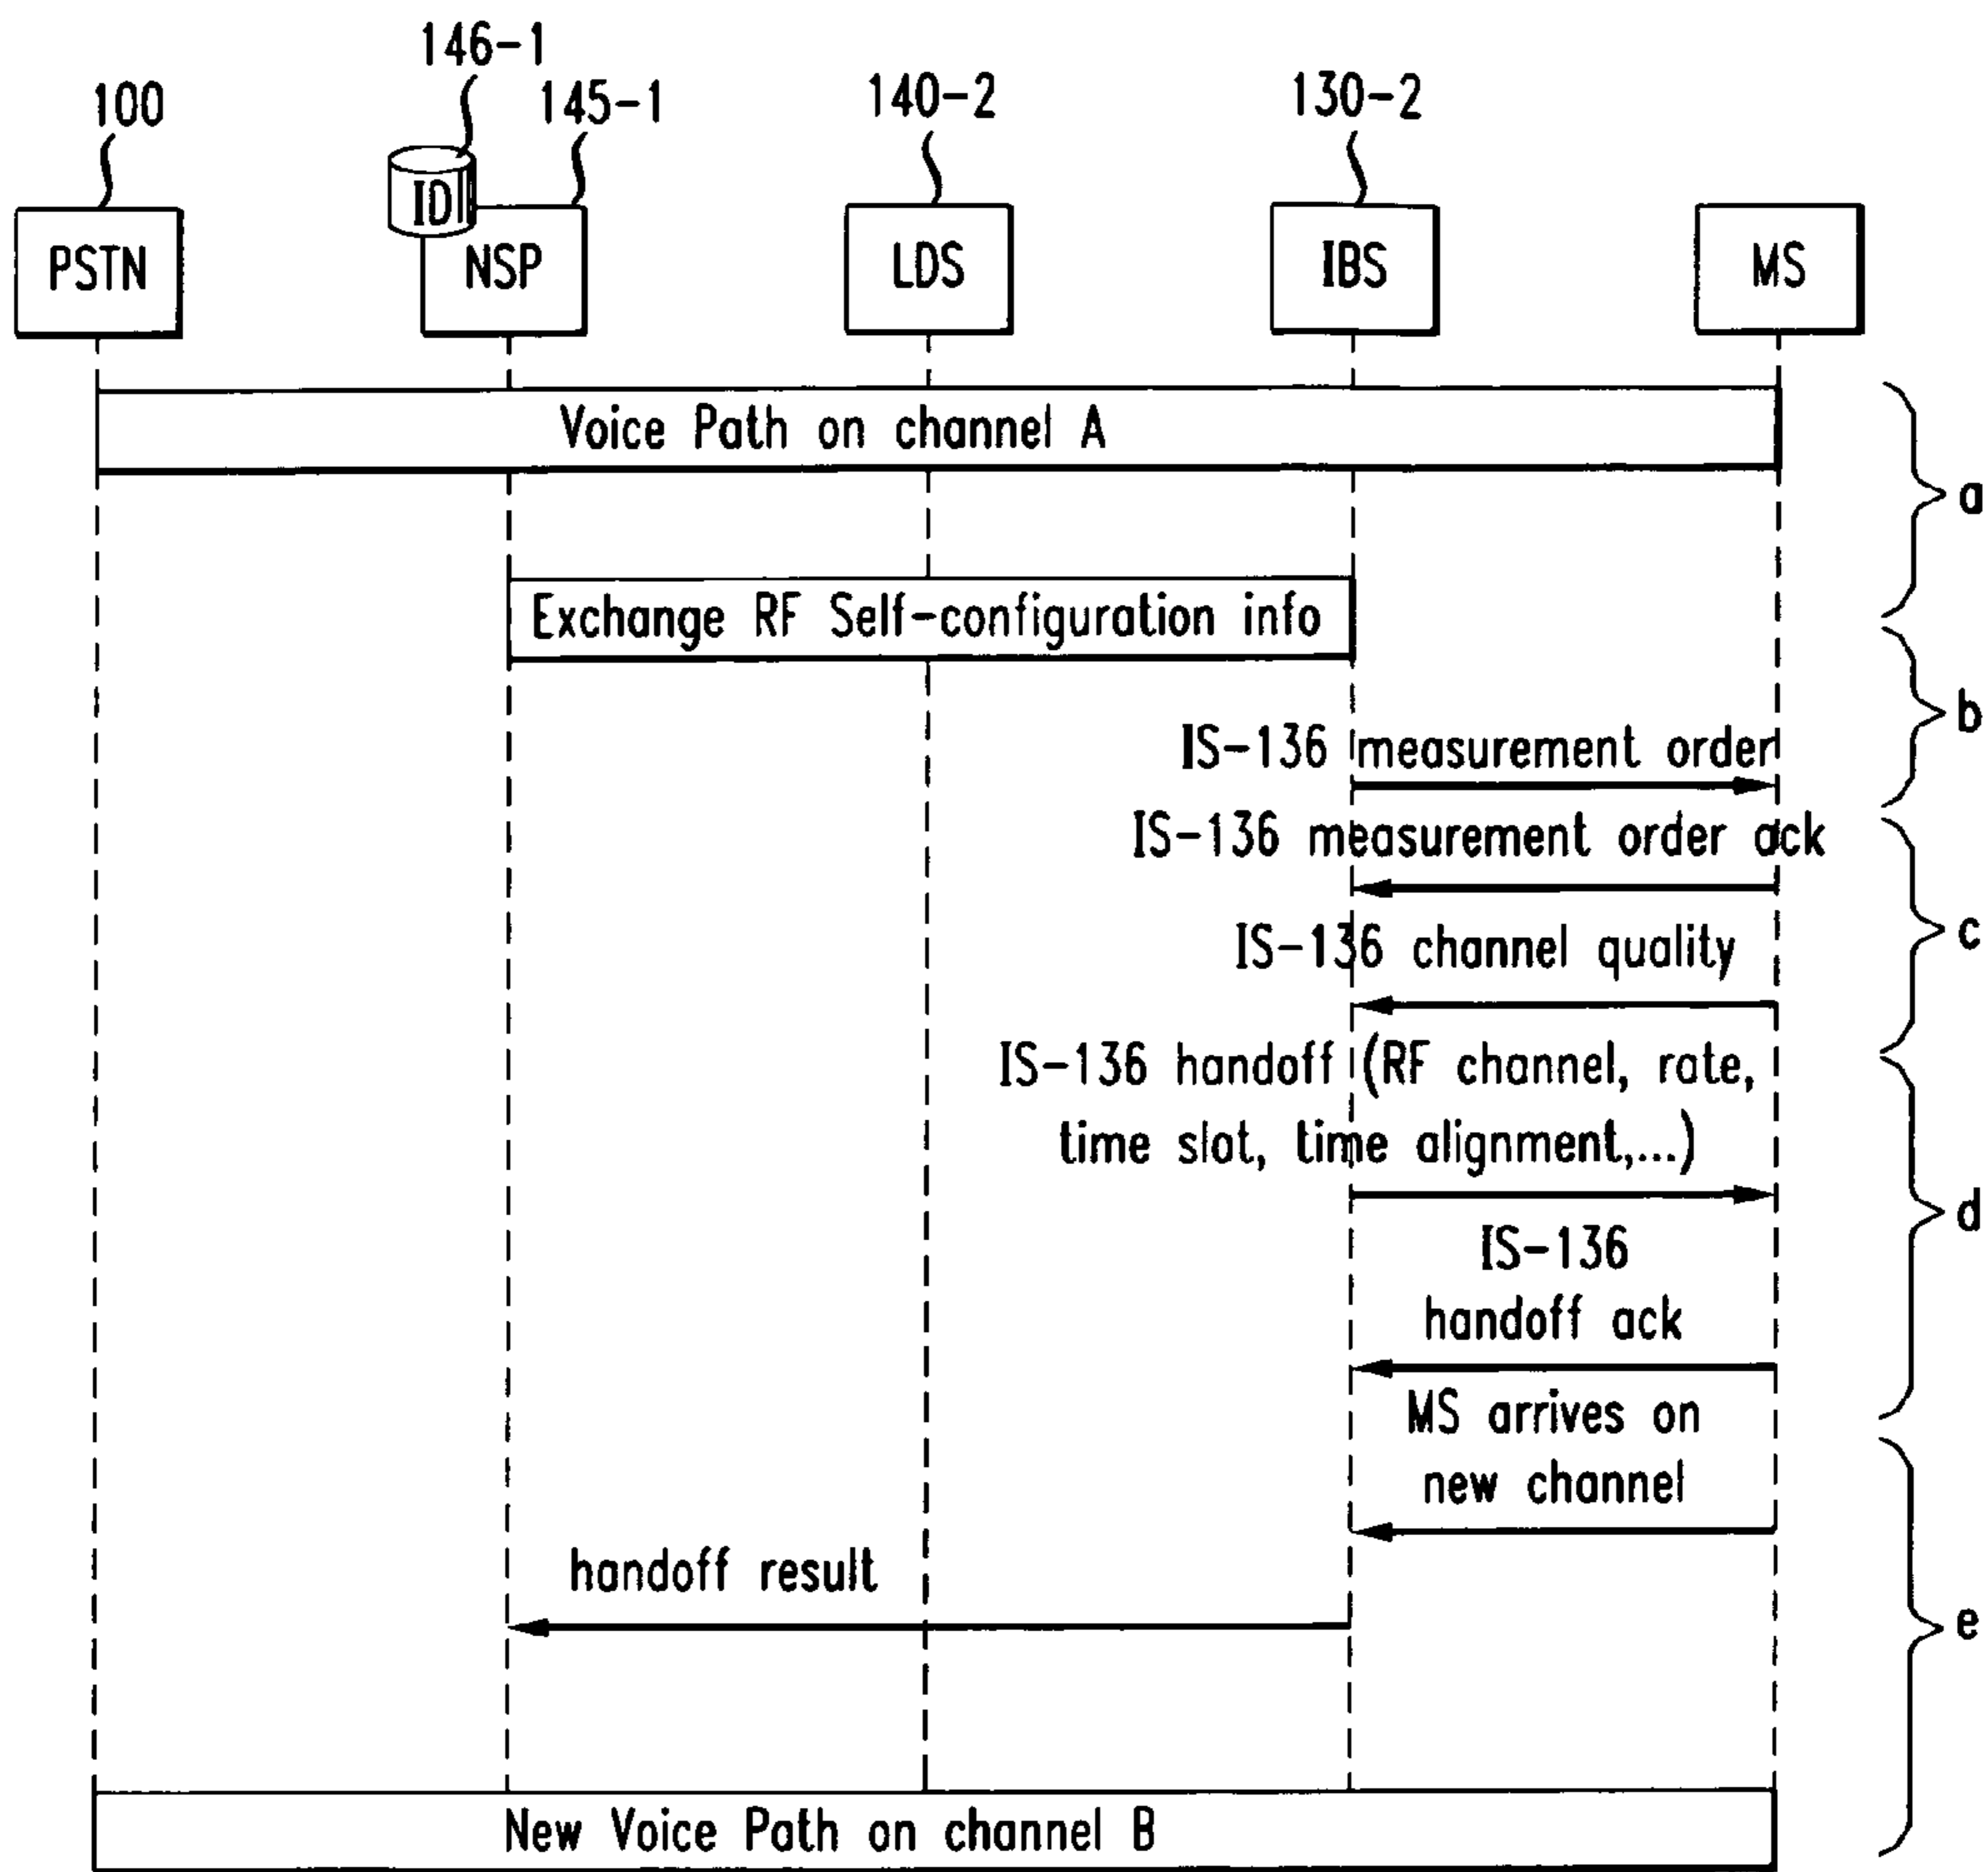 146-1
100
145-1
140-2
130-2
ID
PSTN
NSP
LDS
IBS
MS
Voice Path on channel A
a
Exchange RF Self-configuration info
b
IS-136 measurement order
IS-136 measurement order ack
c
IS-136 channel quality
IS-136 handoff (RF channel, rate,
time slot, time alignment,...)
d
IS-136
handoff ack
MS arrives on
new channel
handoff result
e
New Voice Path on channel B